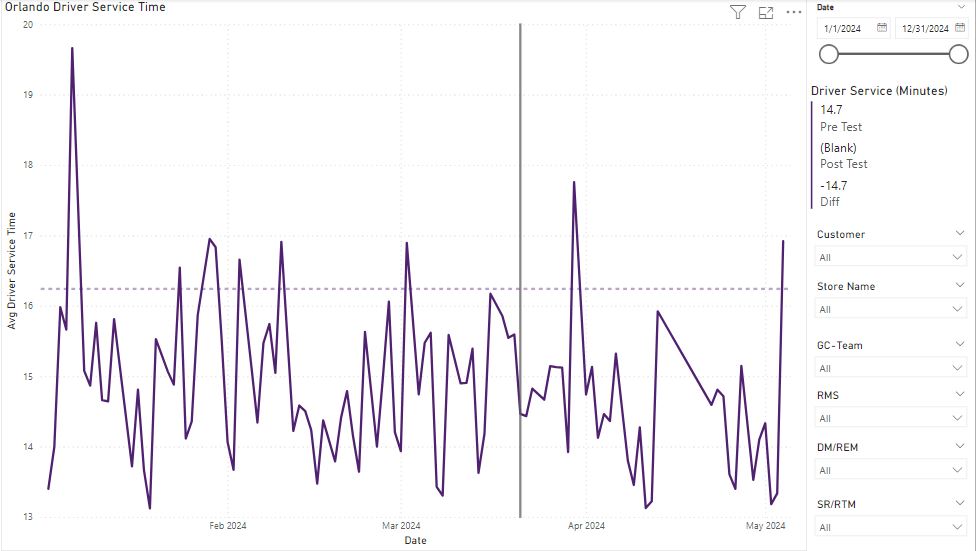 Orlando Driver Service Time
20
19
18
17
16
15
14
13
Avg Driver Service Time
Feb 2024
Mar 2024
Apr 2024
May 2024
Date
Date
1/1/2024
12/31/2024
Driver Service (Minutes)
14.7
Pre Test
(Blank)
Post Test
-14.7
Diff
Customer
All
Store Name
All
GC-Team
All
RMS
All
DM/REM
All
SR/RTM
All